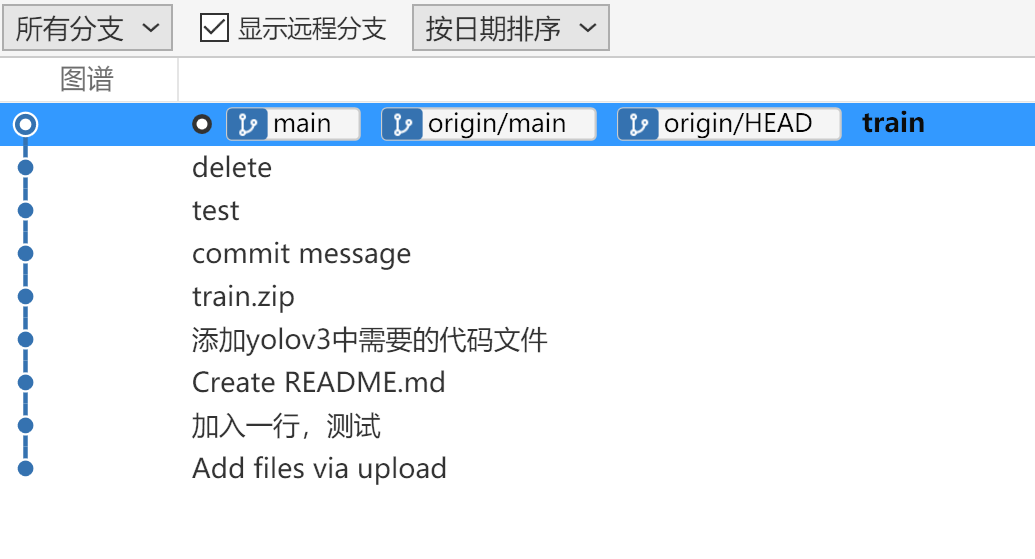 所有分支 显示远程分支 按日期排序
图谱
main origin/main origin/HEAD train
delete
test
commit message
train.zip
添加yolov3中需要的代码文件
Create README.md
加入一行，测试
Add files via upload